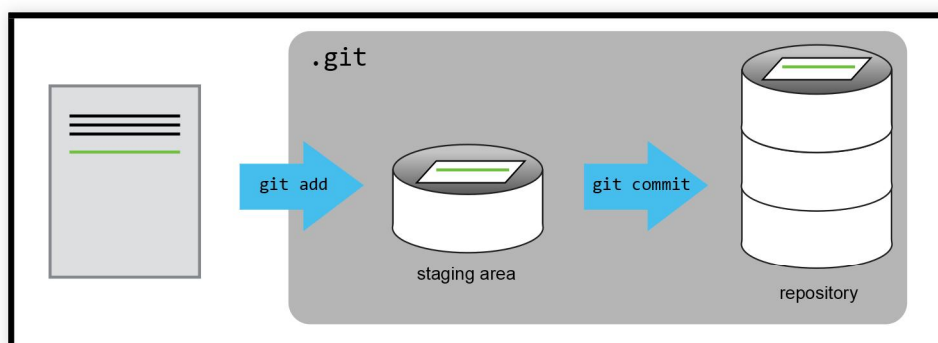 .git
git add
git commit
staging area
repository